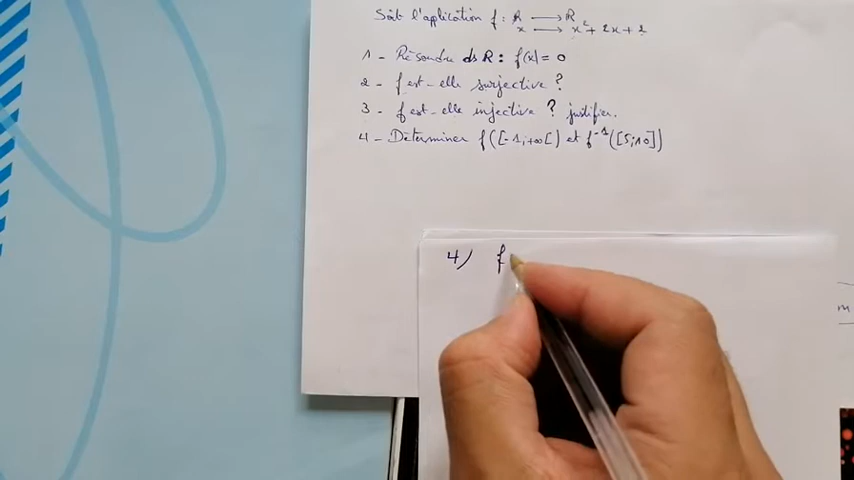 Soit l'application f : R ⟶ R
x ⟶ x² + 2x + 2
1 - Résoudre ds R : f(x) = 0
2 - f est-elle surjective ?
3 - f est-elle injective ? justifier.
4 - Determiner f([-1;+∞[) et f⁻¹([5;10])
4) f
m